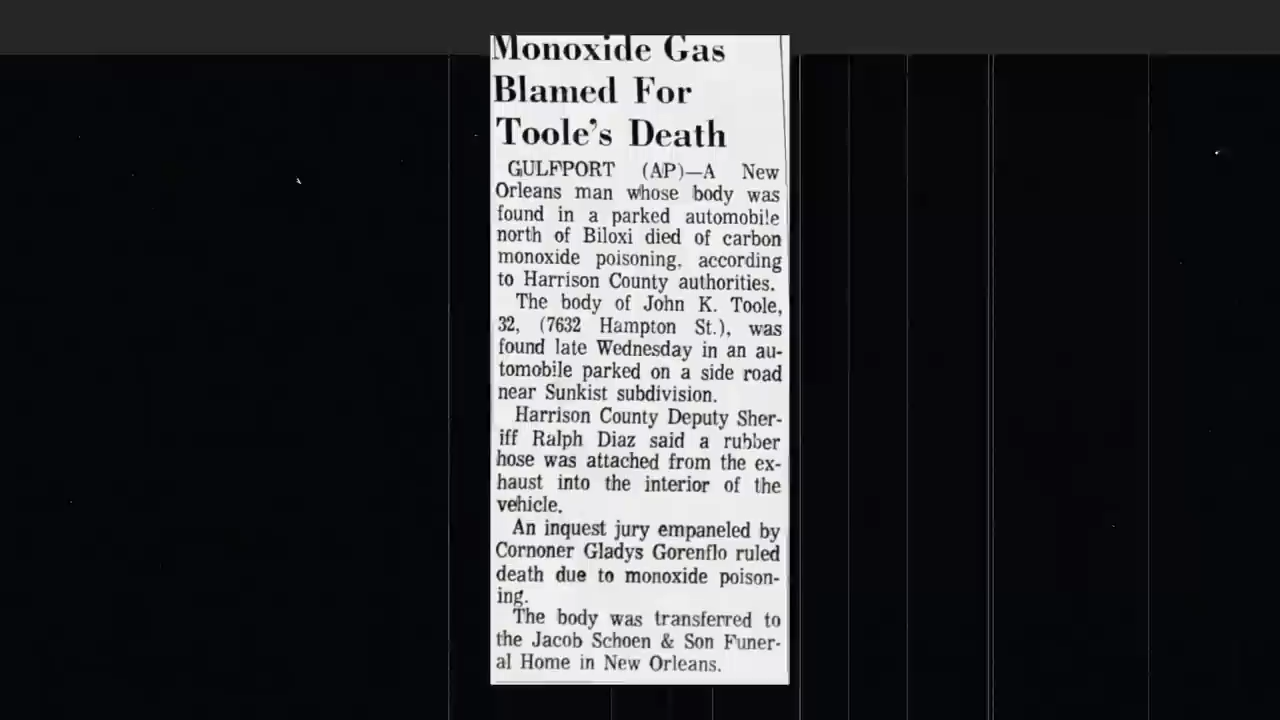 Monoxide Gas
Blamed For
Toole's Death
GULFPORT (AP)—A New
Orleans man whose body was
found in a parked automobile
north of Biloxi died of carbon
monoxide poisoning, according
to Harrison County authorities.
The body of John K. Toole,
32, (7632 Hampton St.), was
found late Wednesday in an au-
tomobile parked on a side road
near Sunkist subdivision.
Harrison County Deputy Sher-
iff Ralph Diaz said a rubber
hose was attached from the ex-
haust into the interior of the
vehicle.
An inquest jury empaneled by
Cornoner Gladys Gorenflo ruled
death due to monoxide poison-
ing.
The body was transferred to
the Jacob Schoen & Son Funer-
al Home in New Orleans.